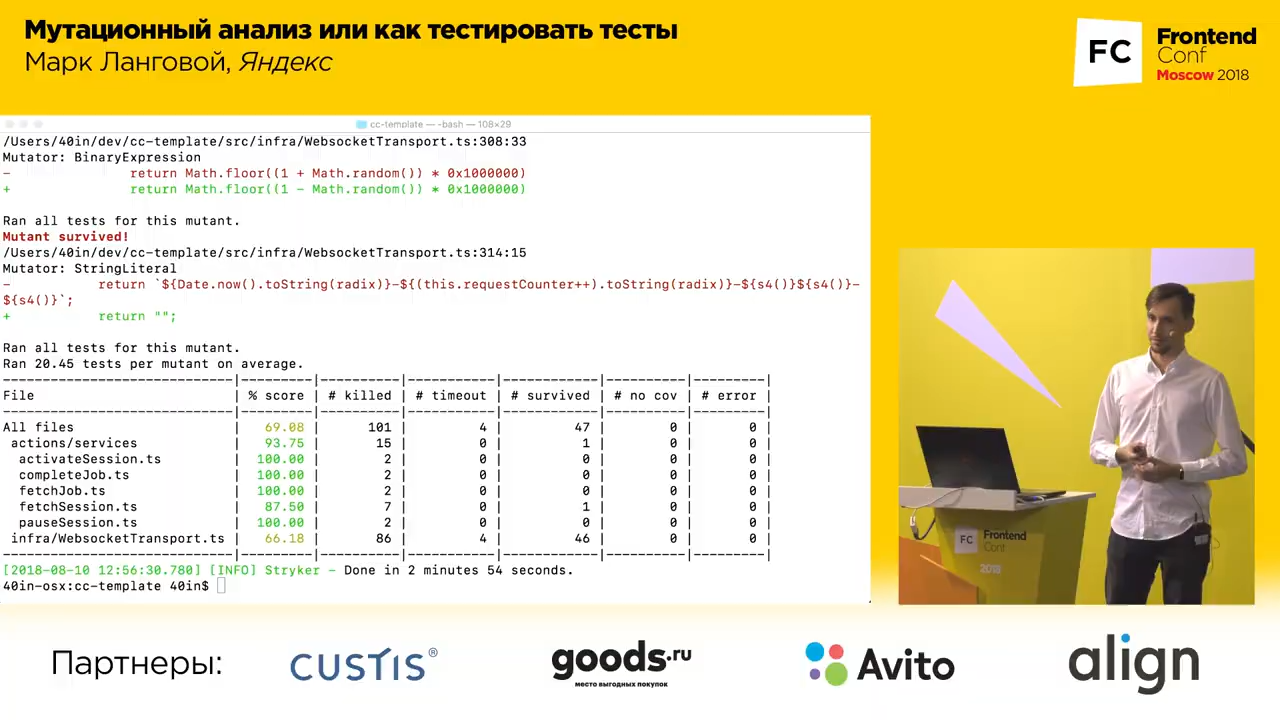 Мутационный анализ или как тестировать тесты
Марк Ланговой, Яндекс
FC
Frontend
Conf
Moscow 2018
cc-template — -bash — 108×29
/Users/40in/dev/cc-template/src/infra/WebsocketTransport.ts:308:33
Mutator: BinaryExpression
- return Math.floor((1 + Math.random()) * 0x1000000)
+ return Math.floor((1 - Math.random()) * 0x1000000)
Ran all tests for this mutant.
Mutant survived!
/Users/40in/dev/cc-template/src/infra/WebsocketTransport.ts:314:15
Mutator: StringLiteral
- return `${Date.now().toString(radix)}-${(this.requestCounter++).toString(radix)}-${s4()}${s4()}-
${s4()}`;
+ return "";
Ran all tests for this mutant.
Ran 20.45 tests per mutant on average.
File | % score | # killed | # timeout | # survived | # no cov | # error |
All files | 69.08 | 101 | 4 | 47 | 0 | 0 |
actions/services | 93.75 | 15 | 0 | 1 | 0 | 0 |
activateSession.ts | 100.00 | 2 | 0 | 0 | 0 | 0 |
completeJob.ts | 100.00 | 2 | 0 | 0 | 0 | 0 |
fetchJob.ts | 100.00 | 2 | 0 | 0 | 0 | 0 |
fetchSession.ts | 87.50 | 7 | 0 | 1 | 0 | 0 |
pauseSession.ts | 100.00 | 2 | 0 | 0 | 0 | 0 |
infra/WebsocketTransport.ts | 66.18 | 86 | 4 | 46 | 0 | 0 |
[2018-08-10 12:56:30.780] [INFO] Stryker - Done in 2 minutes 54 seconds.
40in-osx:cc-template 40in$
FC
Frontend
Conf
2018
Партнеры:
CUSTIS®
goods.ru
место выгодных покупок
Avito
align